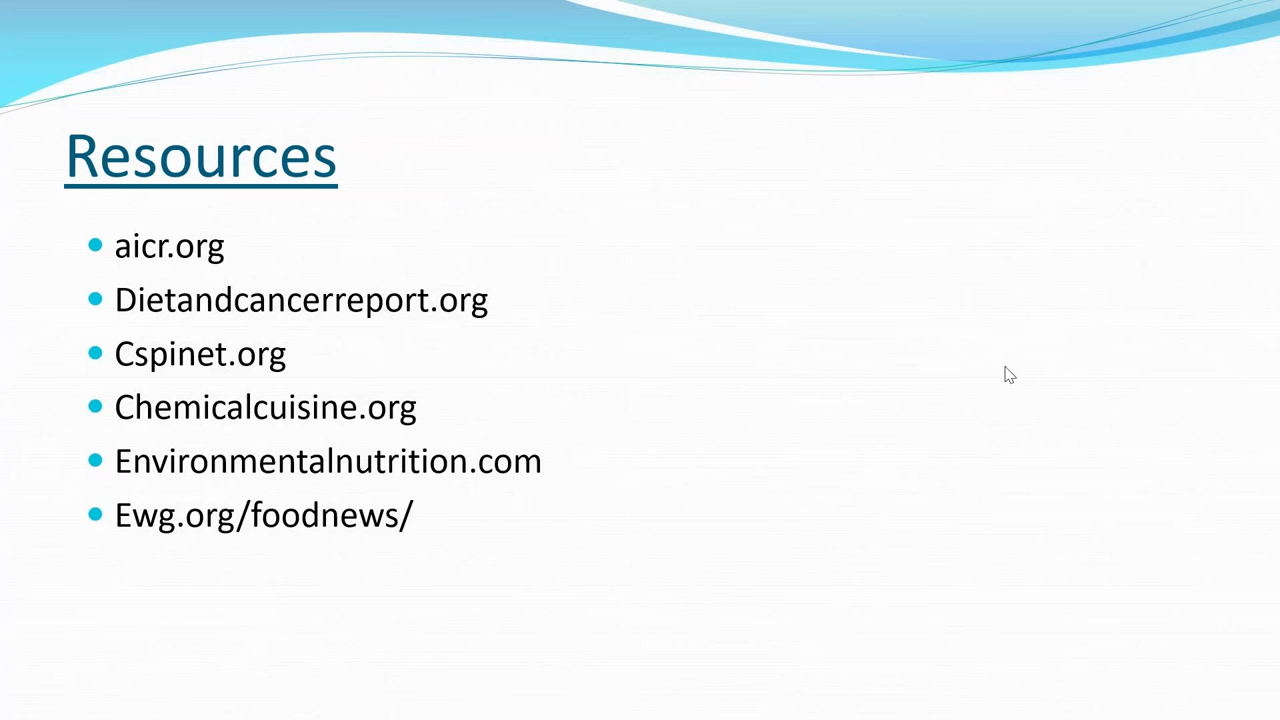 Resources
aicr.org
Dietandcancerreport.org
Cspinet.org
Chemicalcuisine.org
Environmentalnutrition.com
Ewg.org/foodnews/